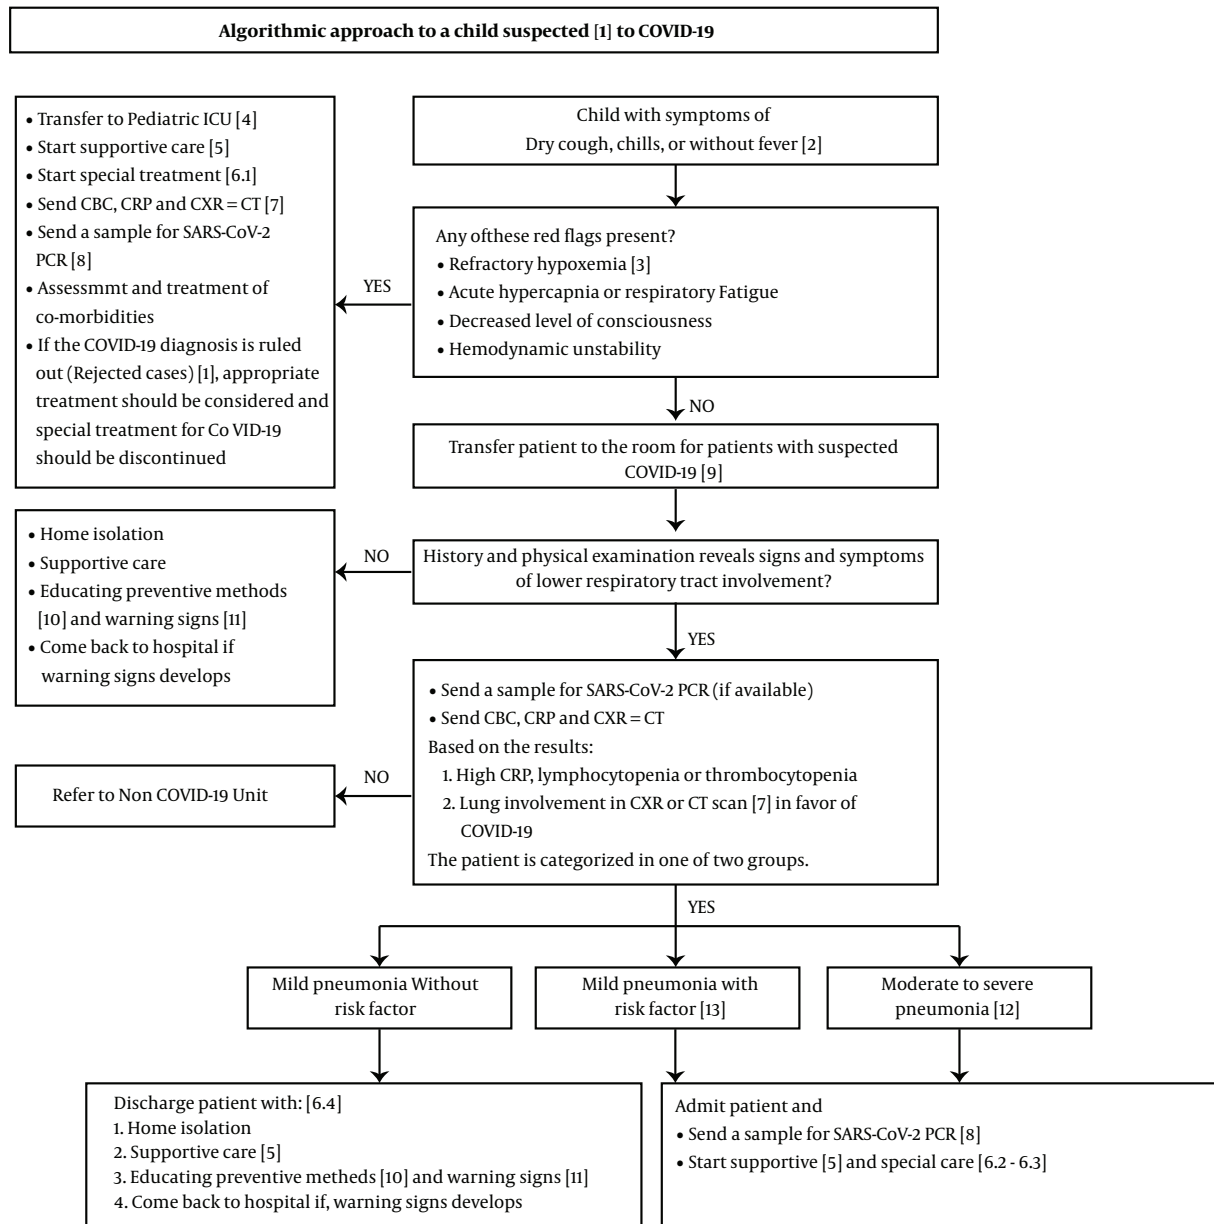 Algorithmic approach to a child suspected [1] to COVID-19
Child with symptoms of
Dry cough, chills, or without fever [2]
• Transfer to Pediatric ICU [4]
• Start supportive care [5]
• Start special treatment [6.1]
• Send CBC, CRP and CXR = CT [7]
• Send a sample for SARS-CoV-2
PCR [8]
• Assessmmt and treatment of
co-morbidities
• If the COVID-19 diagnosis is ruled
out (Rejected cases) [1], appropriate
treatment should be considered and
special treatment for Co VID-19
should be discontinued
YES
Any ofthese red flags present?
• Refractory hypoxemia [3]
• Acute hypercapnia or respiratory Fatigue
• Decreased level of consciousness
• Hemodynamic unstability
NO
Transfer patient to the room for patients with suspected
COVID-19 [9]
• Home isolation
• Supportive care
• Educating preventive methods
[10] and warning signs [11]
• Come back to hospital if
warning signs develops
NO
History and physical examination reveals signs and symptoms
of lower respiratory tract involvement?
YES
• Send a sample for SARS-CoV-2 PCR (if available)
• Send CBC, CRP and CXR = CT
Based on the results:
1. High CRP, lymphocytopenia or thrombocytopenia
2. Lung involvement in CXR or CT scan [7] in favor of
COVID-19
The patient is categorized in one of two groups.
NO
Refer to Non COVID-19 Unit
YES
Mild pneumonia Without
risk factor
Mild pneumonia with
risk factor [13]
Moderate to severe
pneumonia [12]
Discharge patient with: [6.4]
1. Home isolation
2. Supportive care [5]
3. Educating preventive metheds [10] and warning signs [11]
4. Come back to hospital if, warning signs develops
Admit patient and
• Send a sample for SARS-CoV-2 PCR [8]
• Start supportive [5] and special care [6.2 - 6.3]